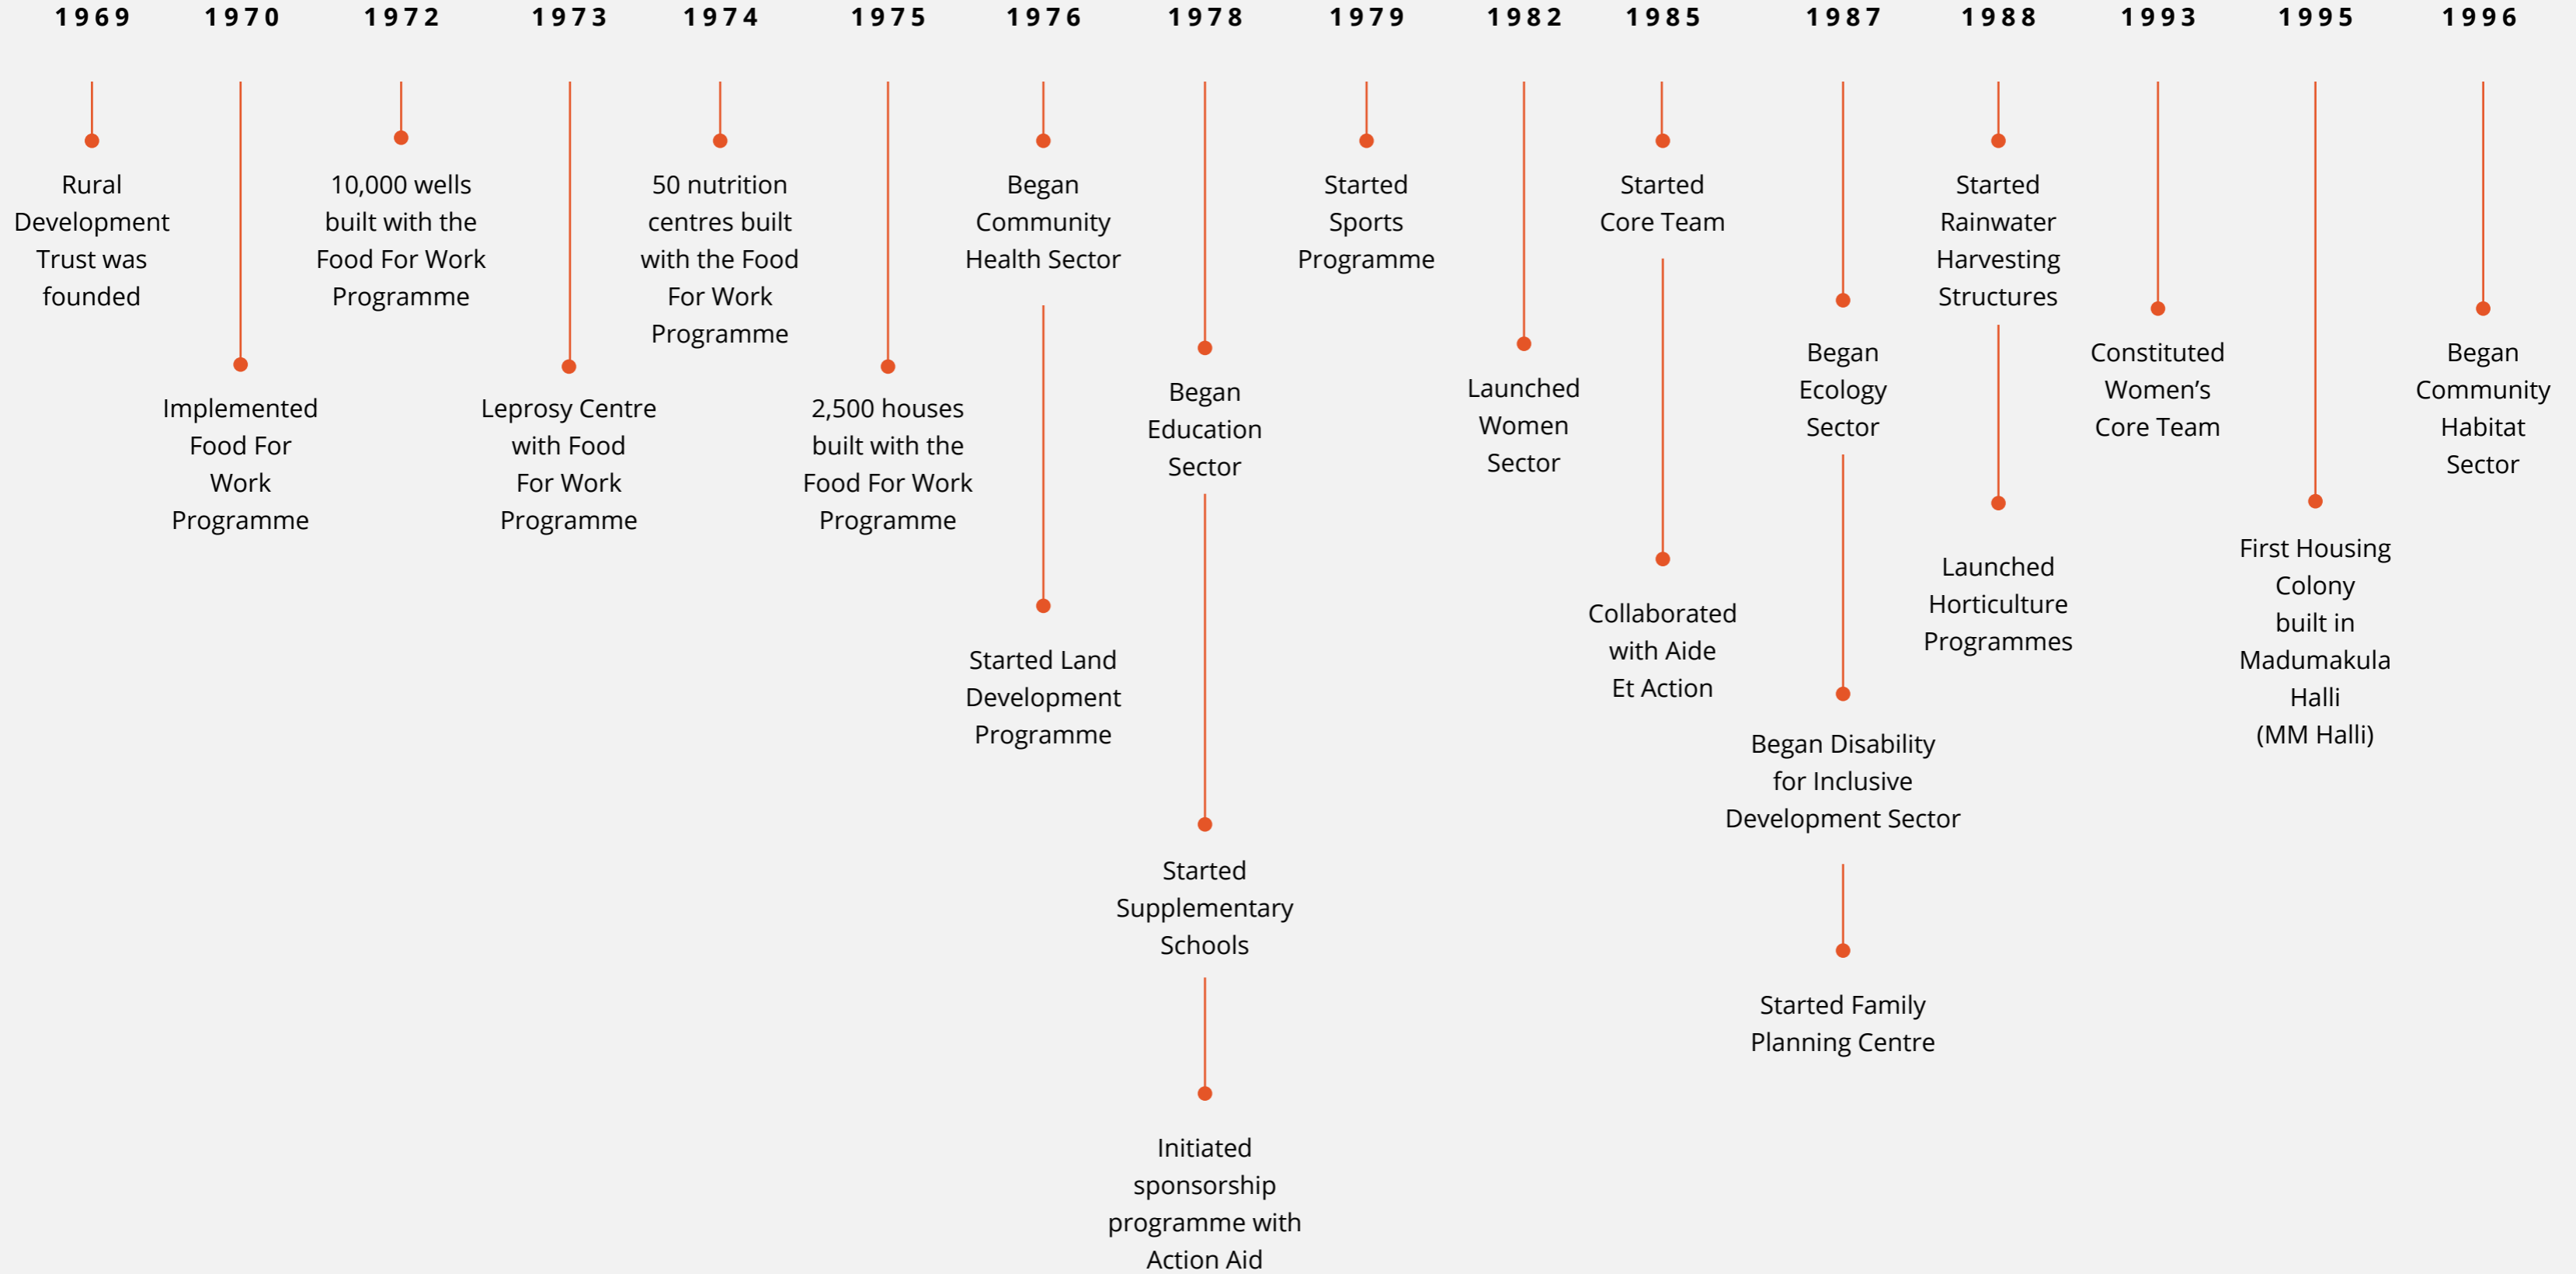 1969
Rural
Development
Trust was
founded
1970
Implemented
Food For
Work
Programme
1972
10,000 wells
built with the
Food For Work
Programme
1973
Leprosy Centre
with Food
For Work
Programme
1974
50 nutrition
centres built
with the Food
For Work
Programme
1975
2,500 houses
built with the
Food For Work
Programme
1976
Began
Community
Health Sector
Started Land
Development
Programme
1978
Began
Education
Sector
Started
Supplementary
Schools
Initiated
sponsorship
programme with
Action Aid
1979
Started
Sports
Programme
1982
Launched
Women
Sector
1985
Started
Core Team
Collaborated
with Aide
Et Action
1987
Began
Ecology
Sector
Began Disability
for Inclusive
Development Sector
Started Family
Planning Centre
1988
Started
Rainwater
Harvesting
Structures
Launched
Horticulture
Programmes
1993
Constituted
Women’s
Core Team
1995
First Housing
Colony
built in
Madumakula
Halli
(MM Halli)
1996
Began
Community
Habitat
Sector